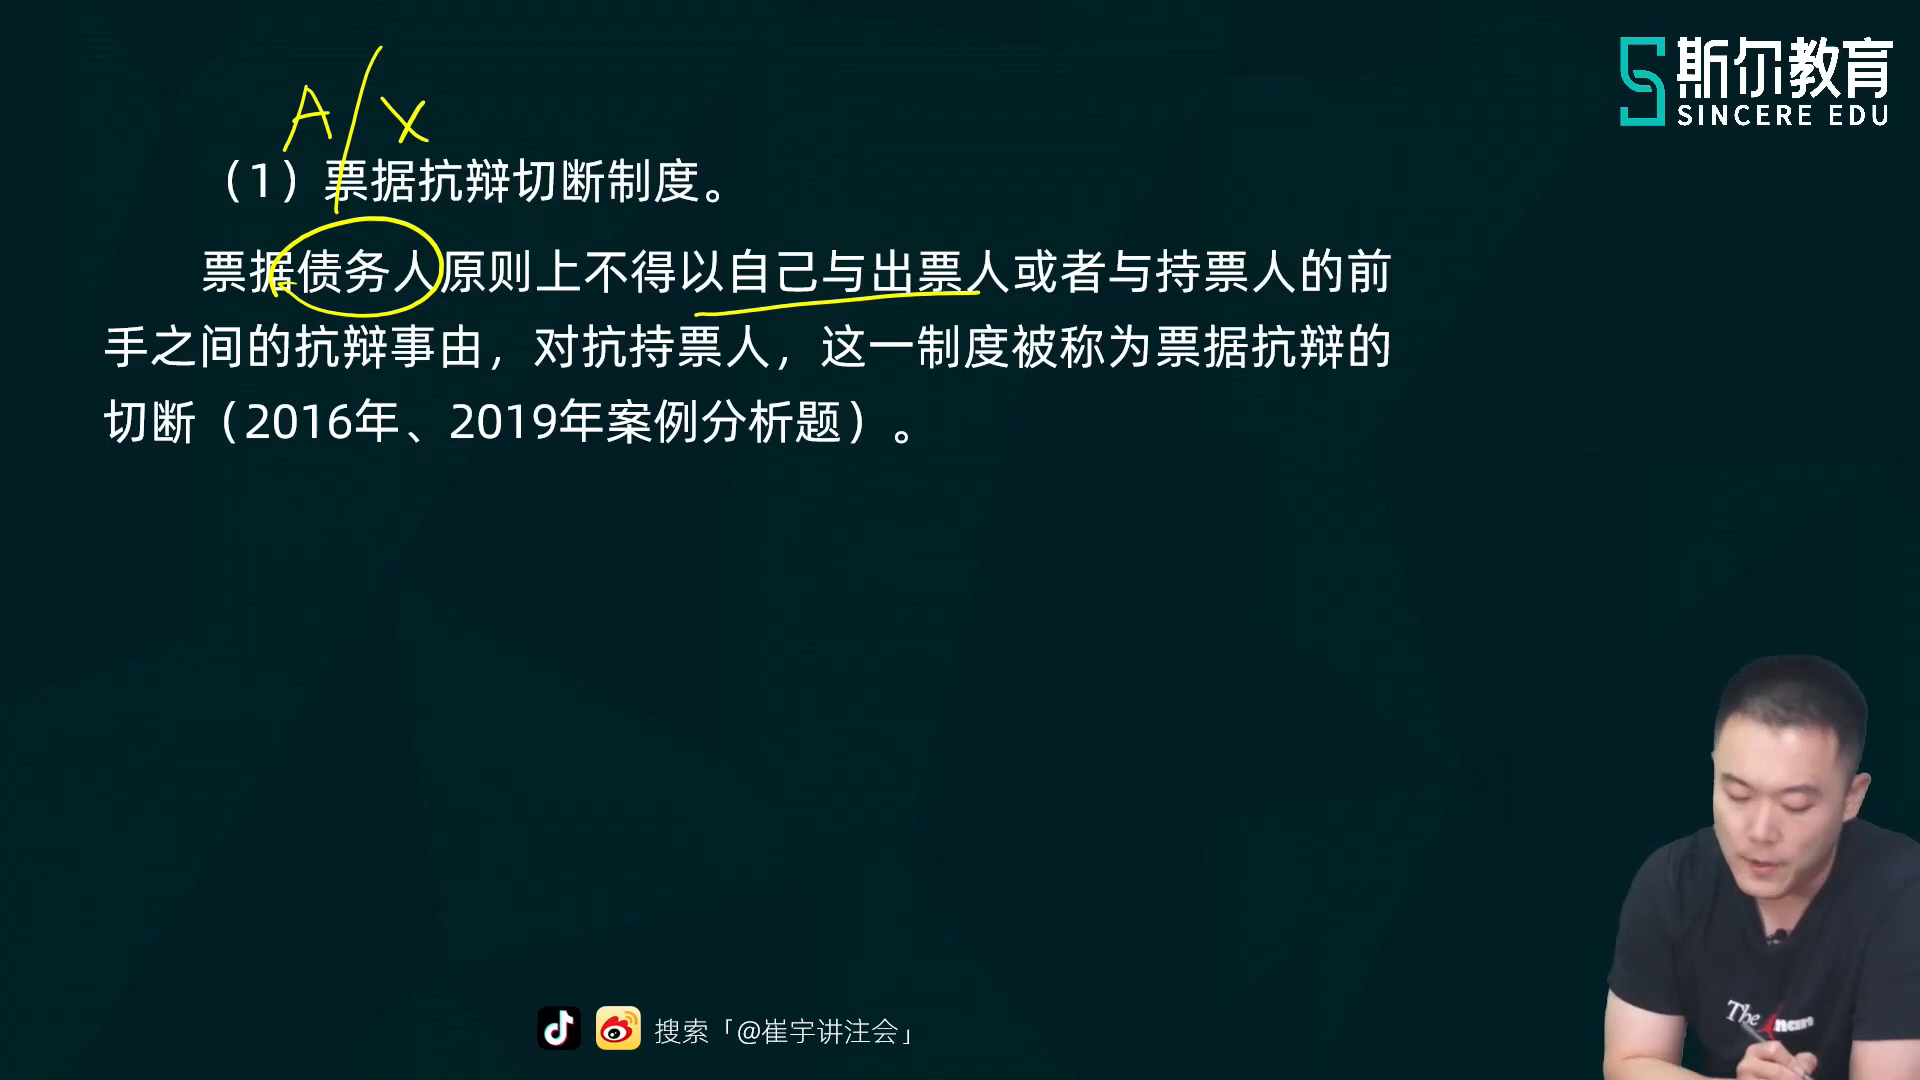 斯尔教育
SINCERE EDU
A/X
（1）票据抗辩切断制度。
票据债务人原则上不得以自己与出票人或者与持票人的前
手之间的抗辩事由，对抗持票人，这一制度被称为票据抗辩的
切断（2016年、2019年案例分析题）。
搜索「@崔宇讲注会」
The